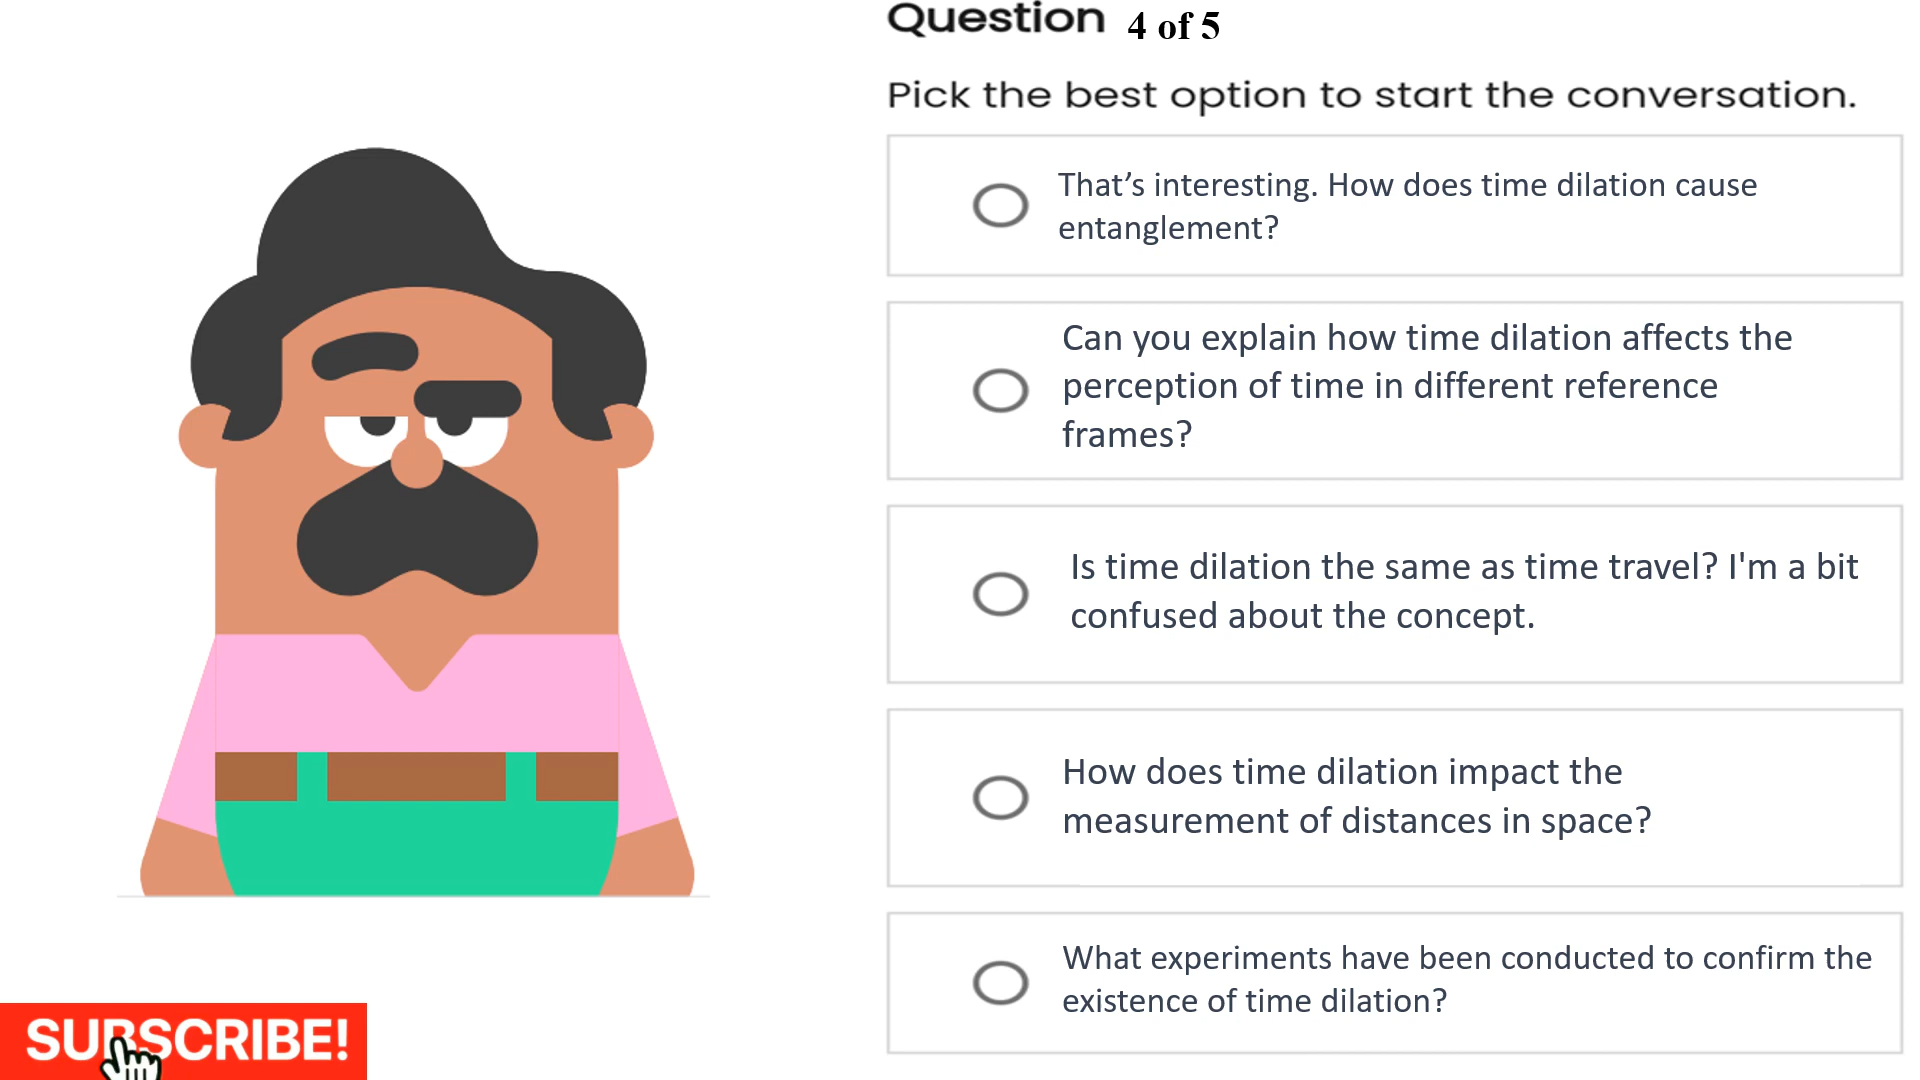 Question 4 of 5
Pick the best option to start the conversation.
That’s interesting. How does time dilation cause
entanglement?
Can you explain how time dilation affects the
perception of time in different reference
frames?
Is time dilation the same as time travel? I'm a bit
confused about the concept.
How does time dilation impact the
measurement of distances in space?
What experiments have been conducted to confirm the
existence of time dilation?
SUBSCRIBE!